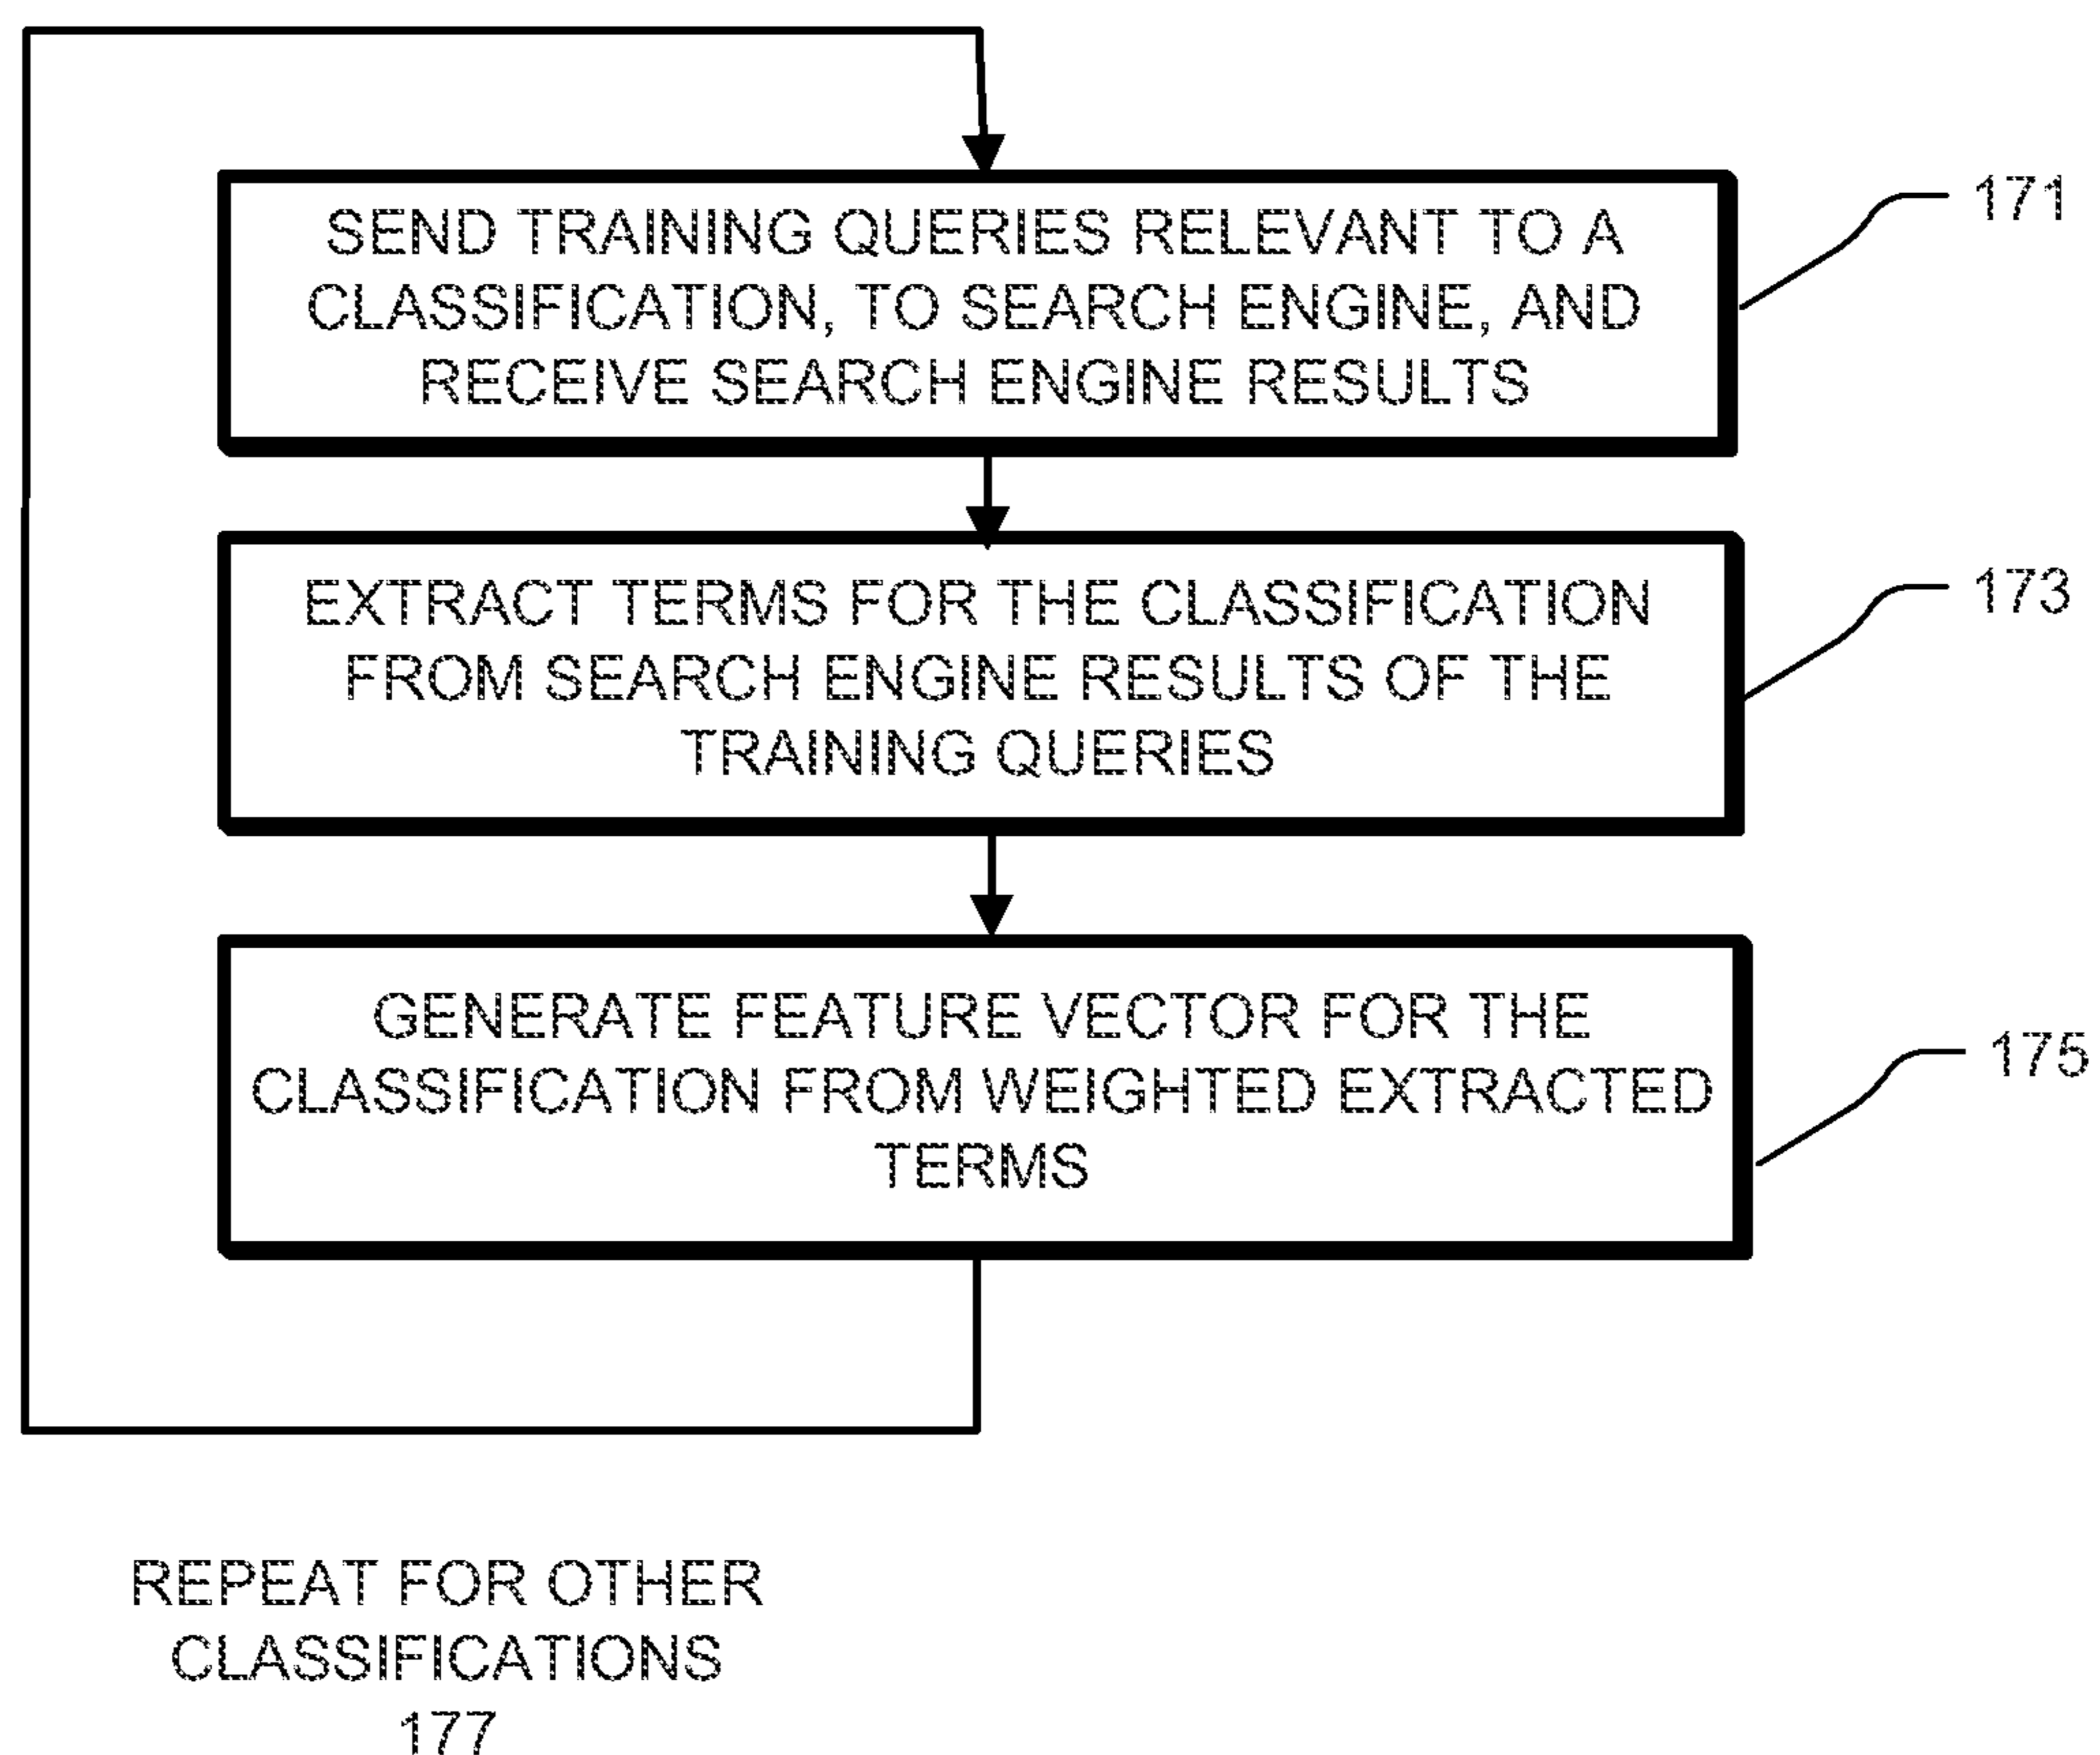 SEND TRAINING QUERIES RELEVANT TO A
CLASSIFICATION, TO SEARCH ENGINE, AND
RECEIVE SEARCH ENGINE RESULTS
171
EXTRACT TERMS FOR THE CLASSIFICATION
FROM SEARCH ENGINE RESULTS OF THE
TRAINING QUERIES
173
GENERATE FEATURE VECTOR FOR THE
CLASSIFICATION FROM WEIGHTED EXTRACTED
TERMS
175
REPEAT FOR OTHER
CLASSIFICATIONS
177